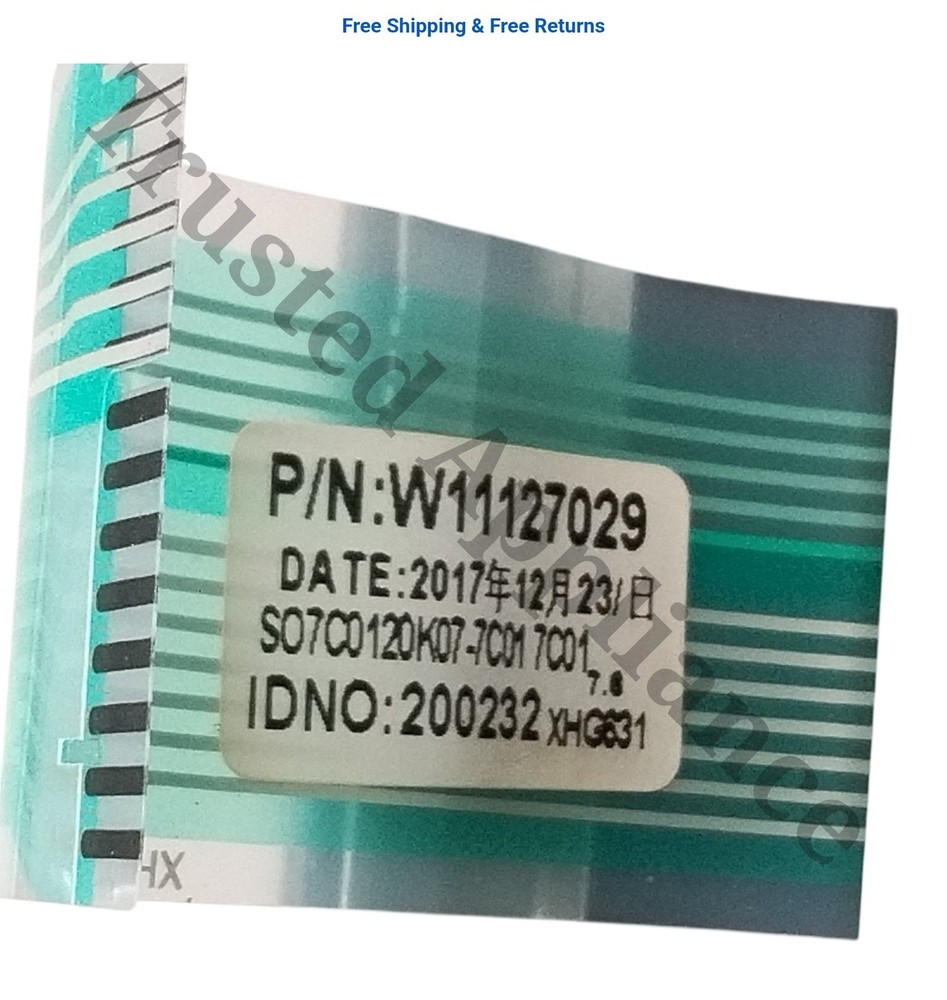 Free Shipping & Free Returns
Trusted Appliance
P/N:W11127029
DATE:2017年12月23/日
SO7C0120K07-7C01 7C01
7.8
IDNO:200232 XHG631
HX